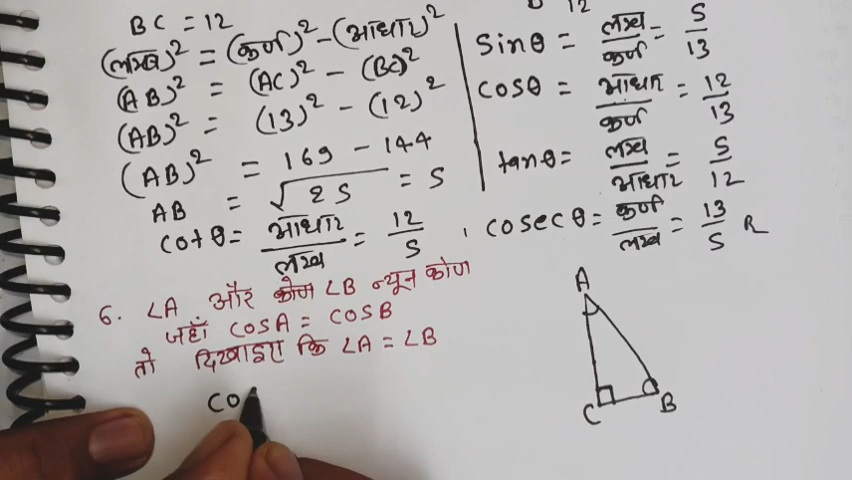 BC = 12
(लम्ब)² = (कर्ण)² - (आधार)²
(AB)² = (AC)² - (BC)²
(AB)² = (13)² - (12)²
(AB)² = 169 - 144
AB = √25 = 5
12
sinθ = लम्ब/कर्ण = 5/13
cosθ = आधार/कर्ण = 12/13
tanθ = लम्ब/आधार = 5/12
cotθ = आधार/लम्ब = 12/5 , cosecθ = कर्ण/लम्ब = 13/5
6. ∠A और कोण ∠B न्यून कोण
जहाँ COSA = COSB
तो दिखाइए कि ∠A = ∠B
CO
A
C
B